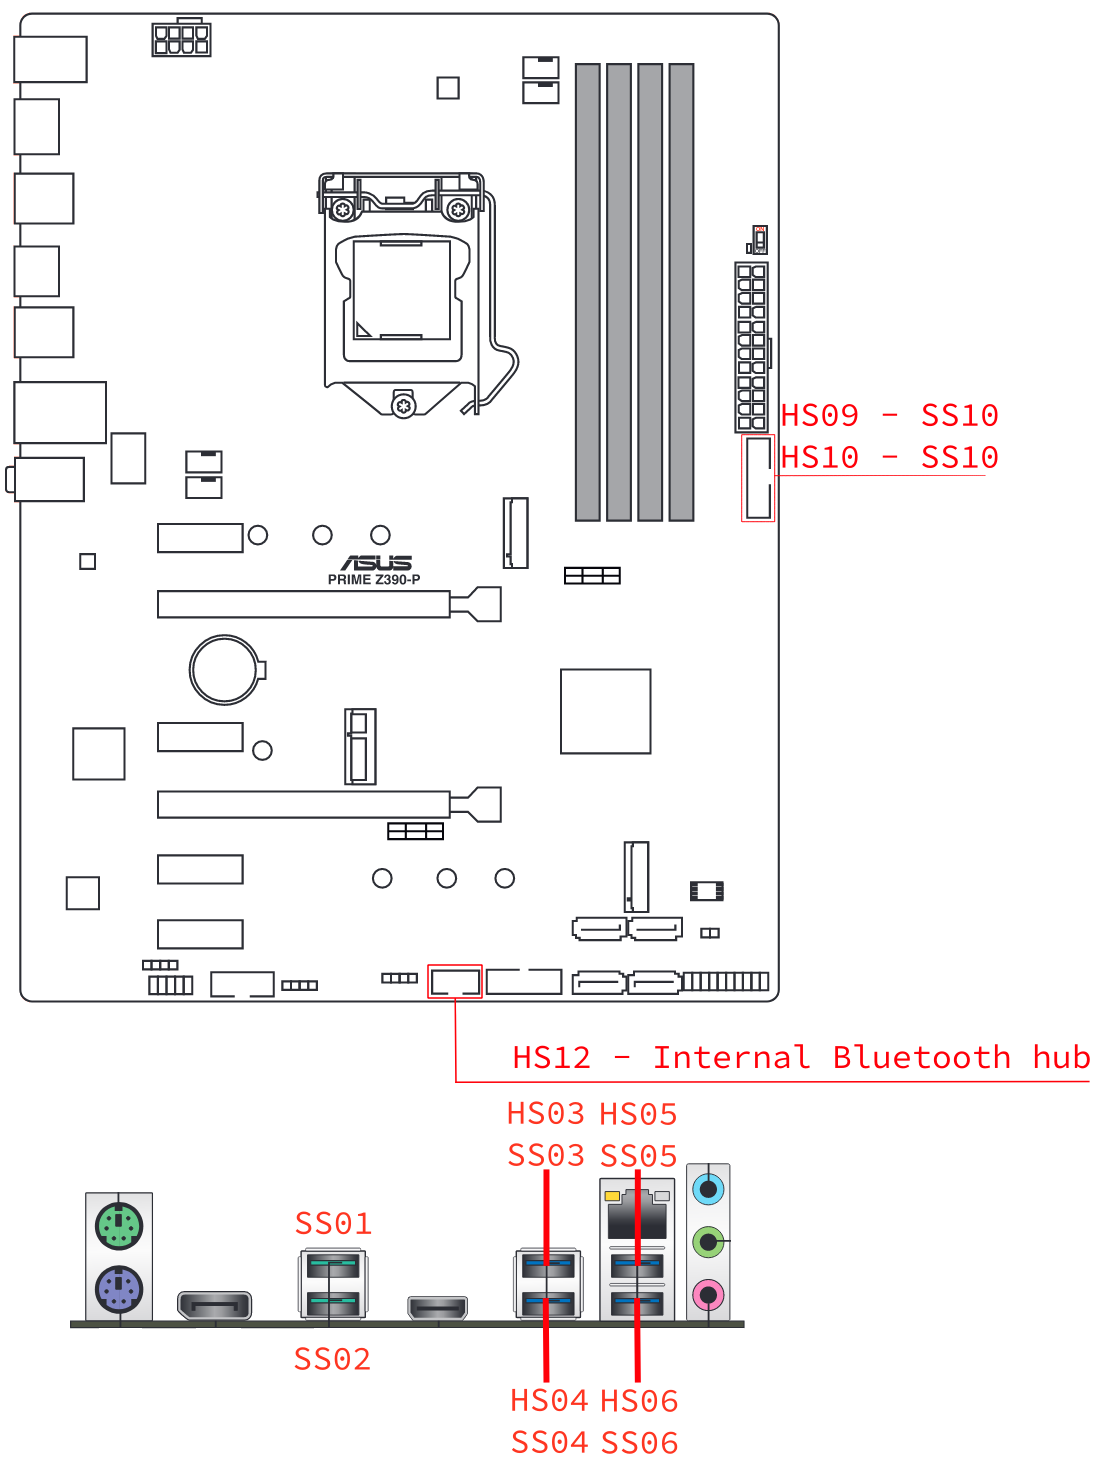 HS09 - SS10
HS10 - SS10
ASUS
PRIME Z390-P
HS12 - Internal Bluetooth hub
HS03 HS05
SS03 SS05
SS01
SS02
HS04 HS06
SS04 SS06